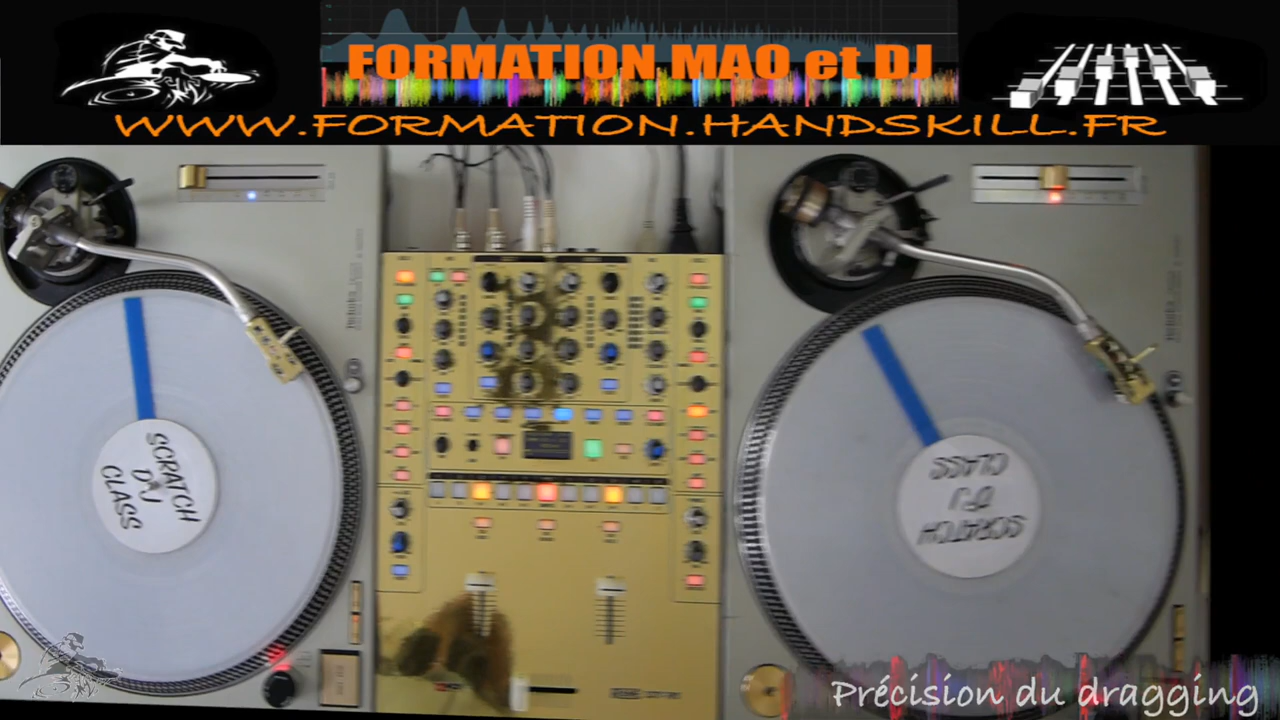 FORMATION MAO et DJ
WWW.FORMATION.HANDSKILL.FR
SCRATCH
DJ
CLASS
SCRATCH
DJ
CLASS
Précision du dragging